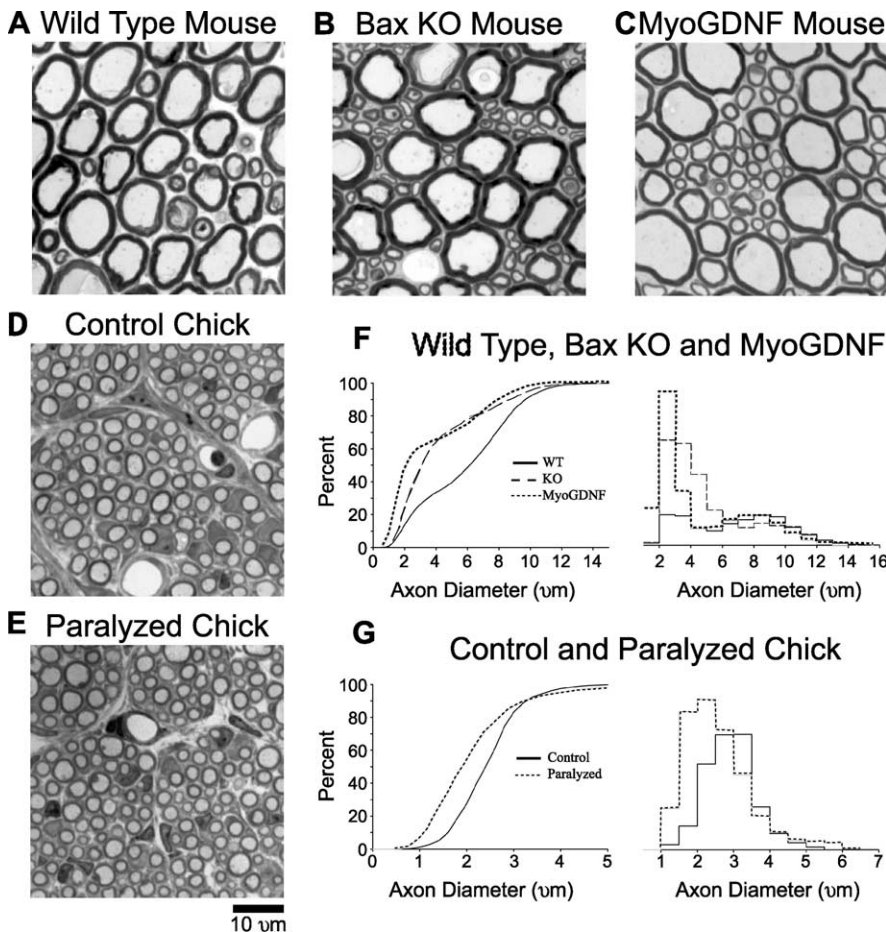 A Wild Type Mouse
B Bax KO Mouse
C MyoGDNF Mouse
D Control Chick
E Paralyzed Chick
10 υm
F Wild Type, Bax KO and MyoGDNF
100
80
60
40
20
0
Percent
WT
KO
MyoGDNF
0 2 4 6 8 10 12 14
Axon Diameter (υm)
2 4 6 8 10 12 14 16
Axon Diameter (υm)
G Control and Paralyzed Chick
100
80
60
40
20
0
Percent
Control
Paralyzed
0 1 2 3 4 5
Axon Diameter (υm)
1 2 3 4 5 6 7
Axon Diameter (υm)